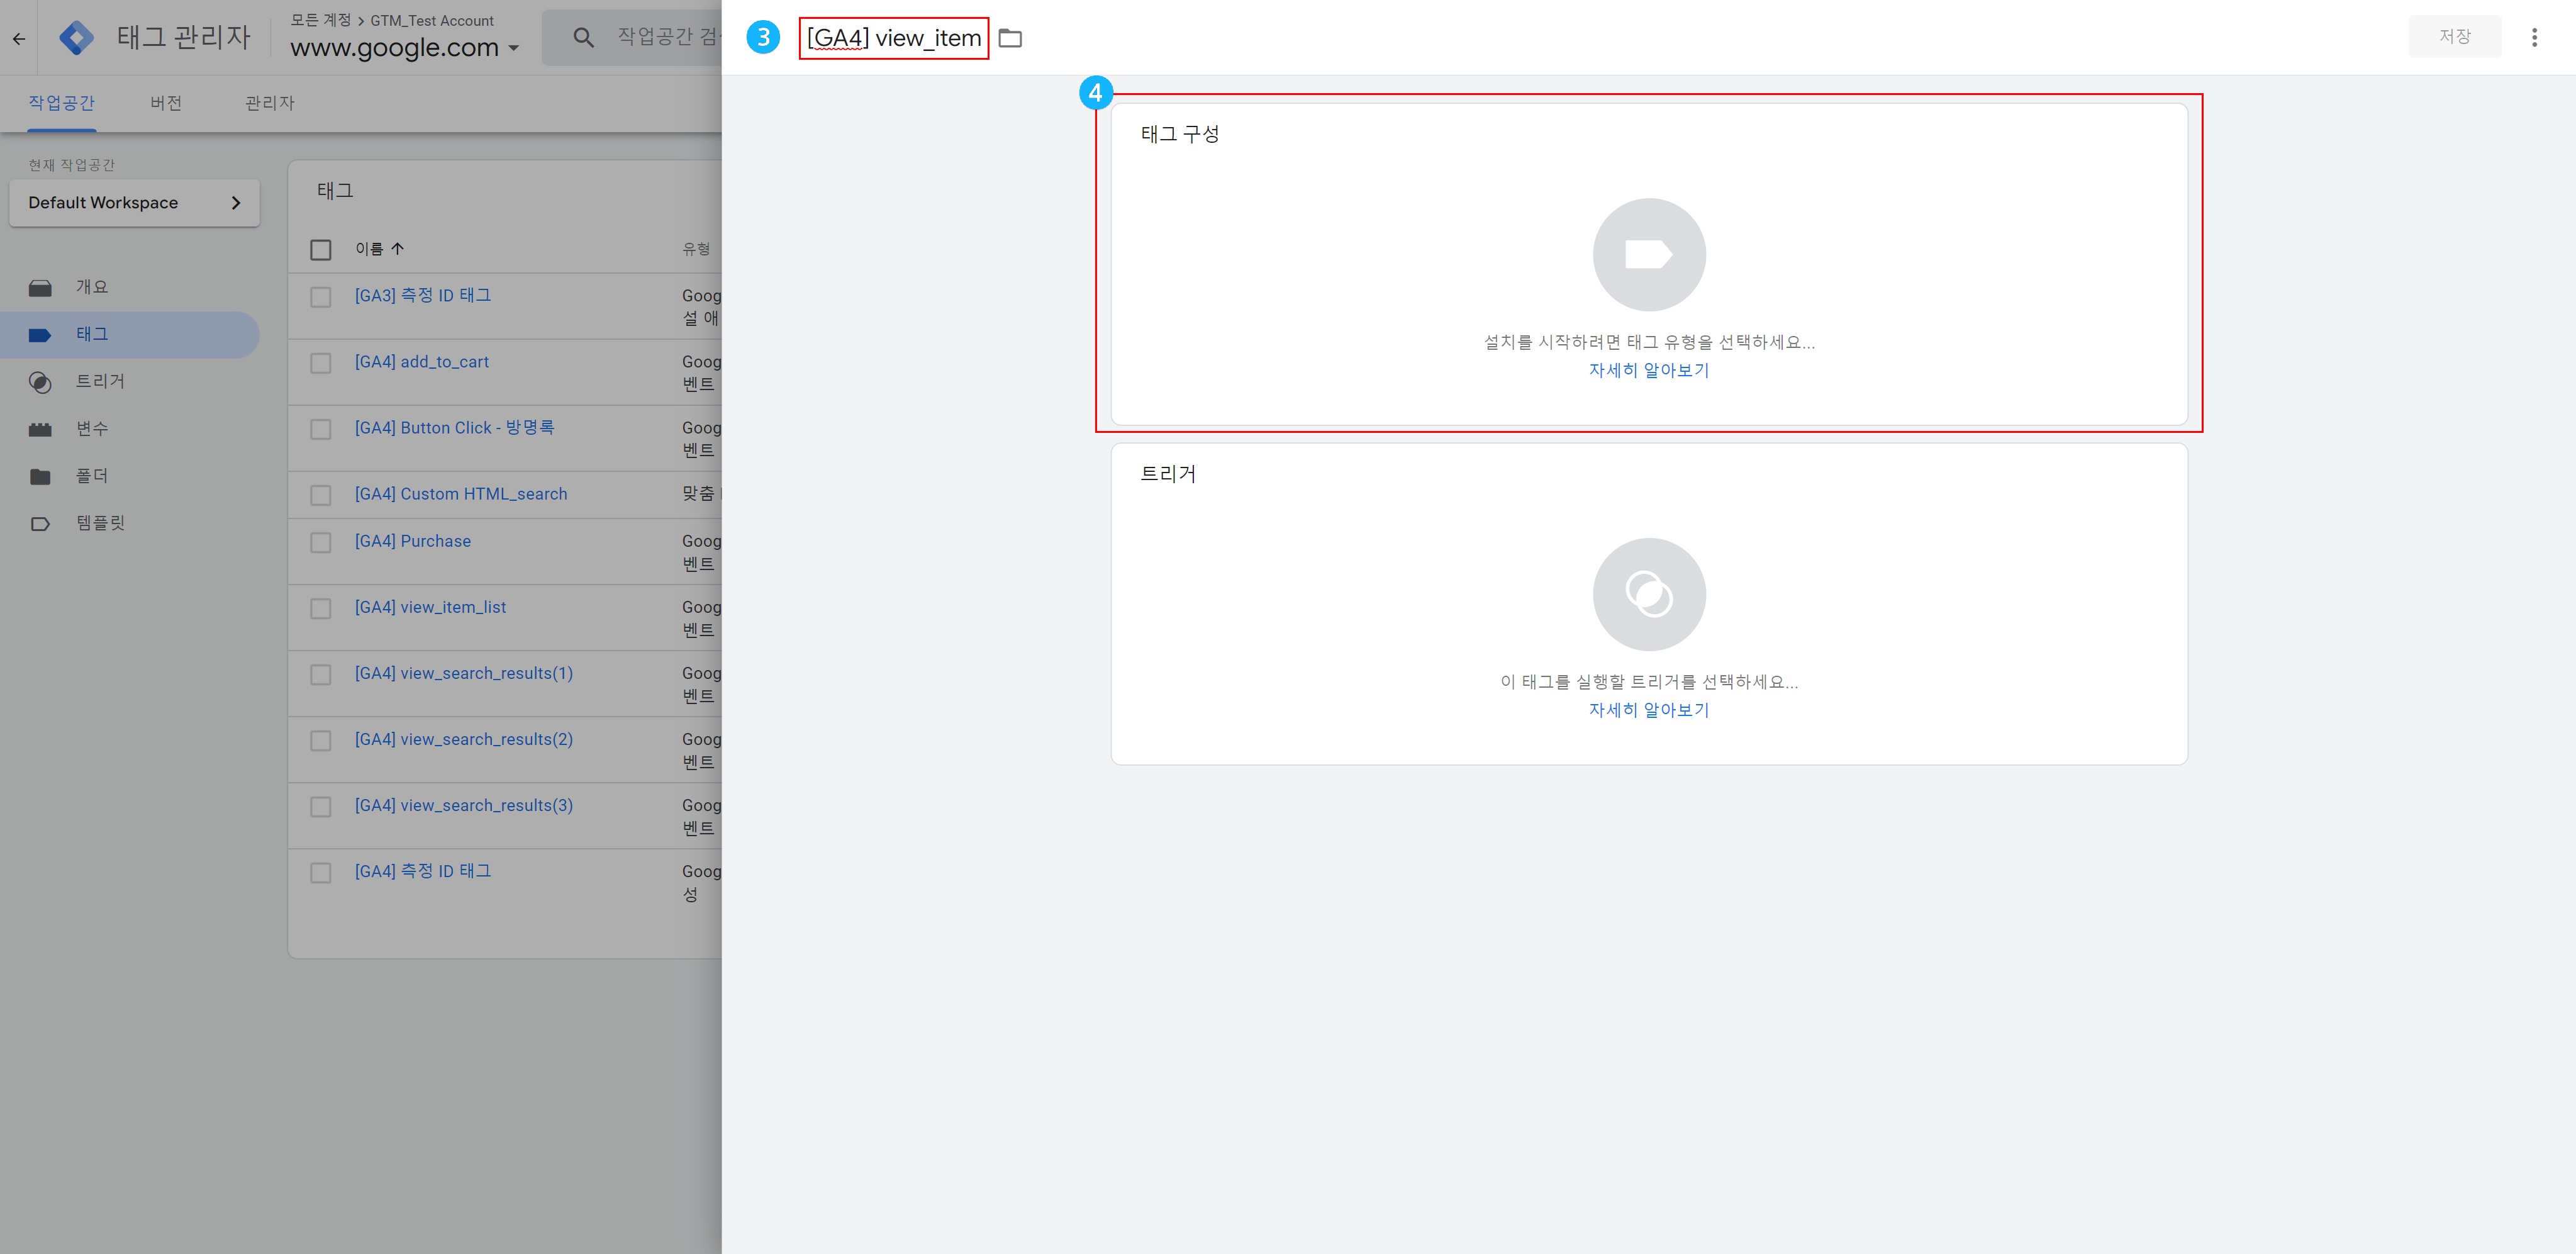 태그 관리자
모든 계정 > GTM_Test Account
www.google.com
작업공간 검
작업공간 버전 관리자
현재 작업공간
Default Workspace
개요
태그
트리거
변수
폴더
템플릿
태그
이름 유형
[GA3] 측정 ID 태그 Goog
설 애
[GA4] add_to_cart Goog
벤트
[GA4] Button Click - 방명록 Goog
벤트
[GA4] Custom HTML_search 맞춤
[GA4] Purchase Goog
벤트
[GA4] view_item_list Goog
벤트
[GA4] view_search_results(1) Goog
벤트
[GA4] view_search_results(2) Goog
벤트
[GA4] view_search_results(3) Goog
벤트
[GA4] 측정 ID 태그 Goog
성
3 [GA4] view_item
저장
4
태그 구성
설치를 시작하려면 태그 유형을 선택하세요...
자세히 알아보기
트리거
이 태그를 실행할 트리거를 선택하세요...
자세히 알아보기